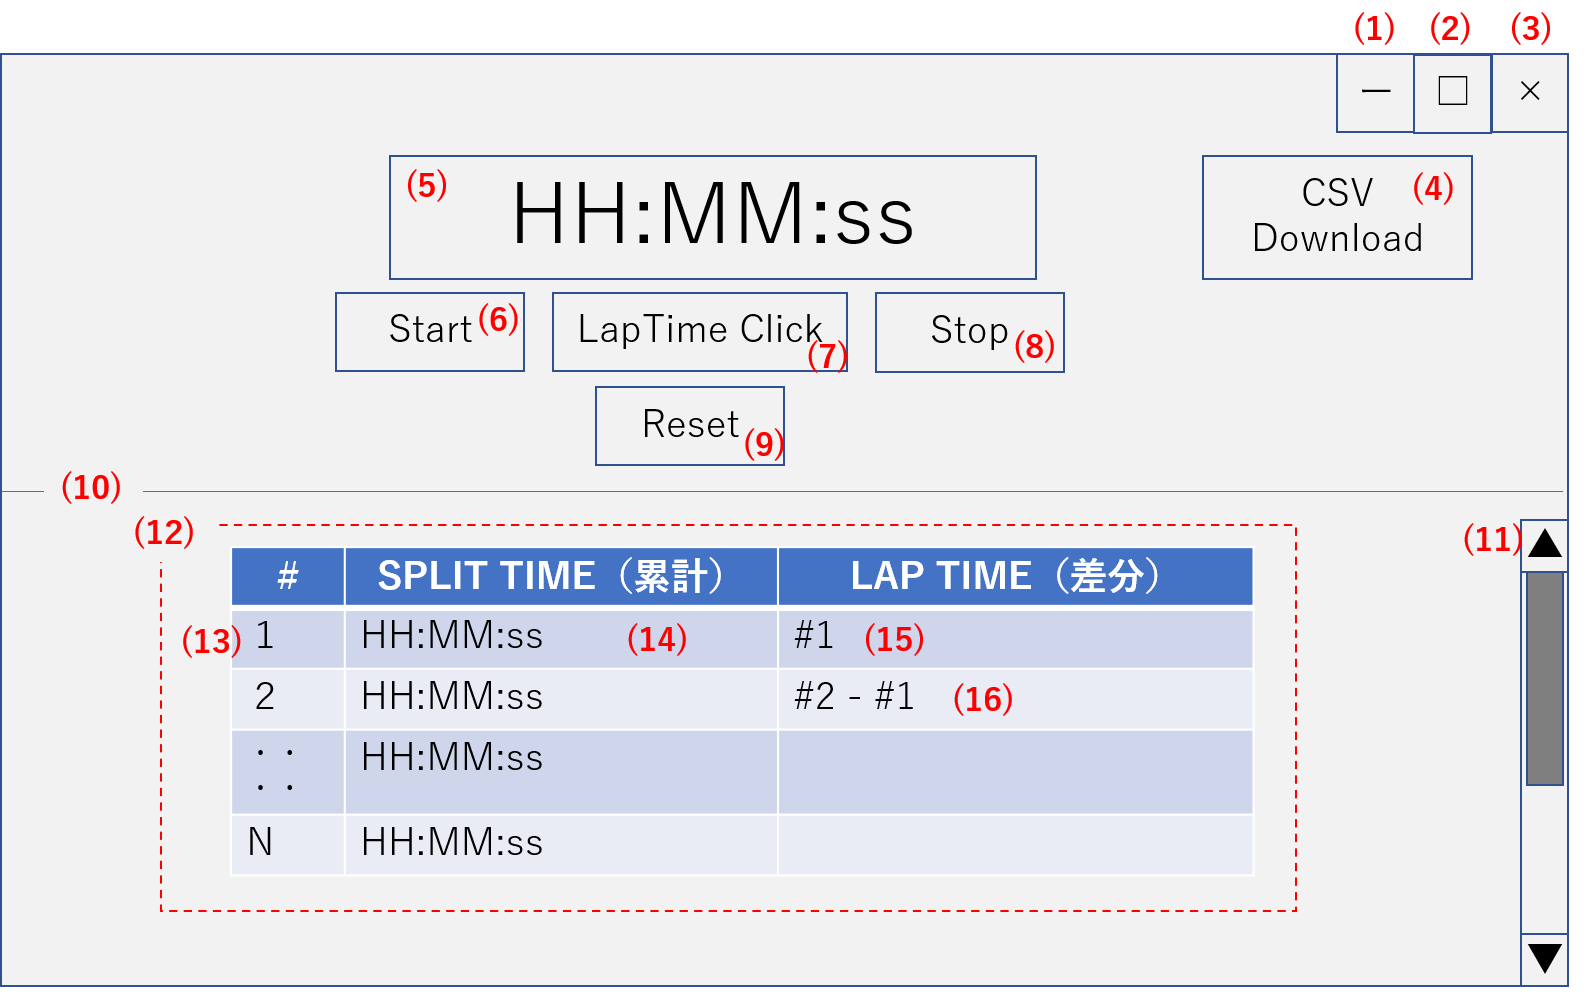 (1) (2) (3)
― □ ×
(5) HH:MM:ss
CSV (4)
Download
Start (6)
LapTime Click
(7)
Stop (8)
Reset (9)
(10)
(11)
(12)
# SPLIT TIME（累計） LAP TIME（差分）
(13) 1 HH:MM:ss (14) #1 (15)
2 HH:MM:ss #2 - #1 (16)
：： HH:MM:ss
N HH:MM:ss